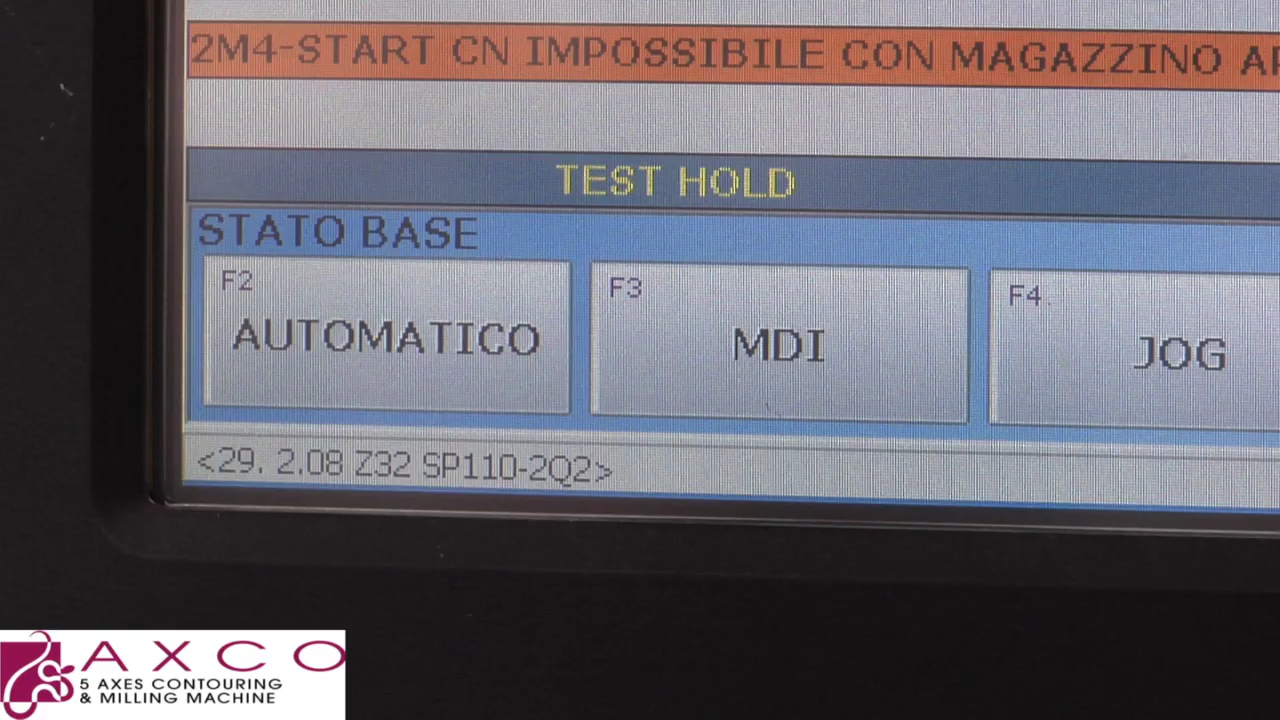 2M4-START CN IMPOSSIBILE CON MAGAZZINO
TEST HOLD
STATO BASE
F2
AUTOMATICO
F3
MDI
F4
JOG
<29. 2.08 Z32 SP110-2Q2>
AXCO
5 AXES CONTOURING
& MILLING MACHINE